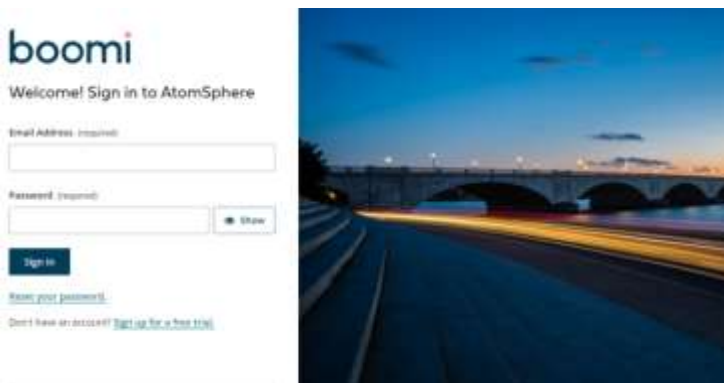 boomi
Welcome! Sign in to AtomSphere
Email Address (required)
Password (required)
Show
Sign in
Reset your password.
Don't have an account? Sign up for a free trial.